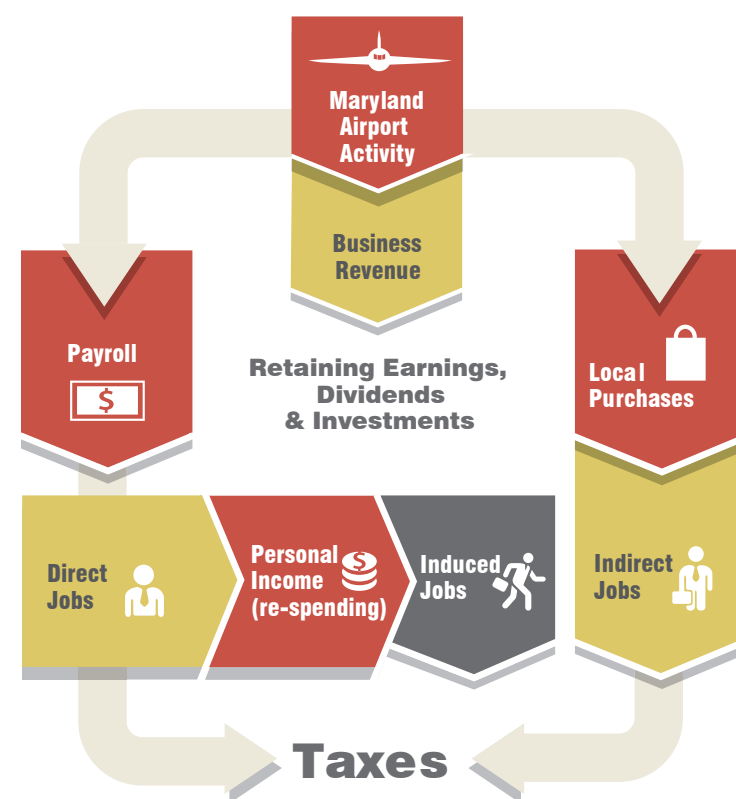 Maryland
Airport
Activity
Business
Revenue
Payroll
$
Retaining Earnings,
Dividends
& Investments
Local
Purchases
Direct
Jobs
Personal
Income
(re-spending)
$
Induced
Jobs
Indirect
Jobs
Taxes